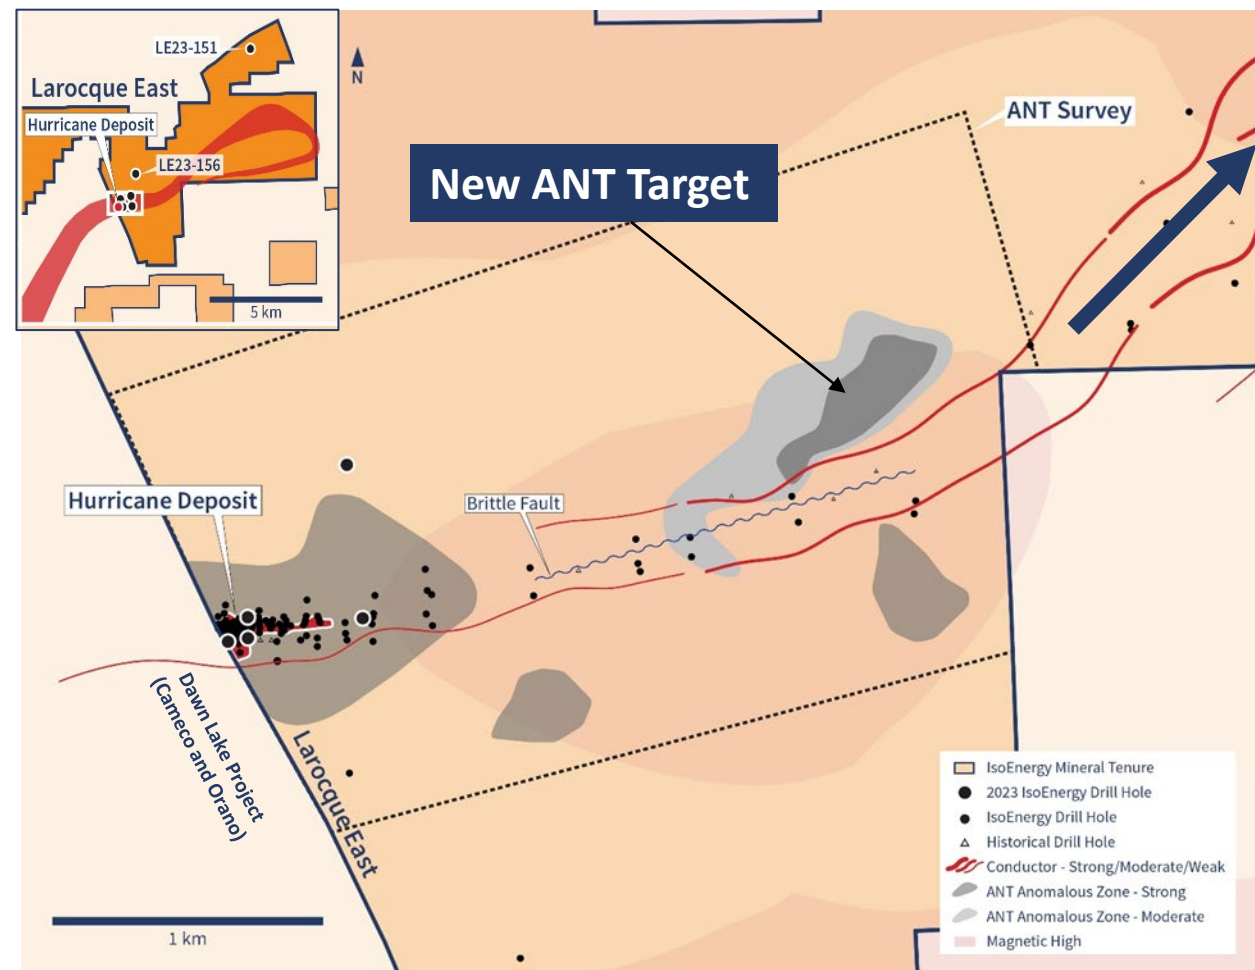 LE23-151
Larocque East
Hurricane Deposit
LE23-156
5 km
N
ANT Survey
New ANT Target
Hurricane Deposit
Brittle Fault
Dawn Lake Project
(Cameco and Orano)
Larocque East
1 km
IsoEnergy Mineral Tenure
2023 IsoEnergy Drill Hole
IsoEnergy Drill Hole
Historical Drill Hole
Conductor - Strong/Moderate/Weak
ANT Anomalous Zone - Strong
ANT Anomalous Zone - Moderate
Magnetic High